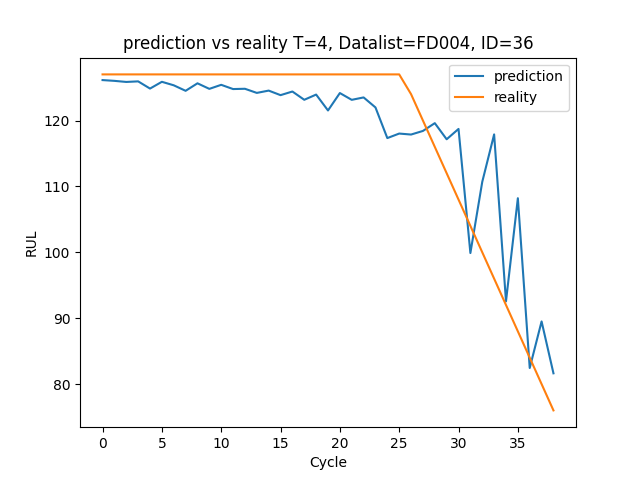 prediction vs reality T=4, Datalist=FD004, ID=36
prediction
reality
120
110
100
90
80
RUL
0 5 10 15 20 25 30 35
Cycle